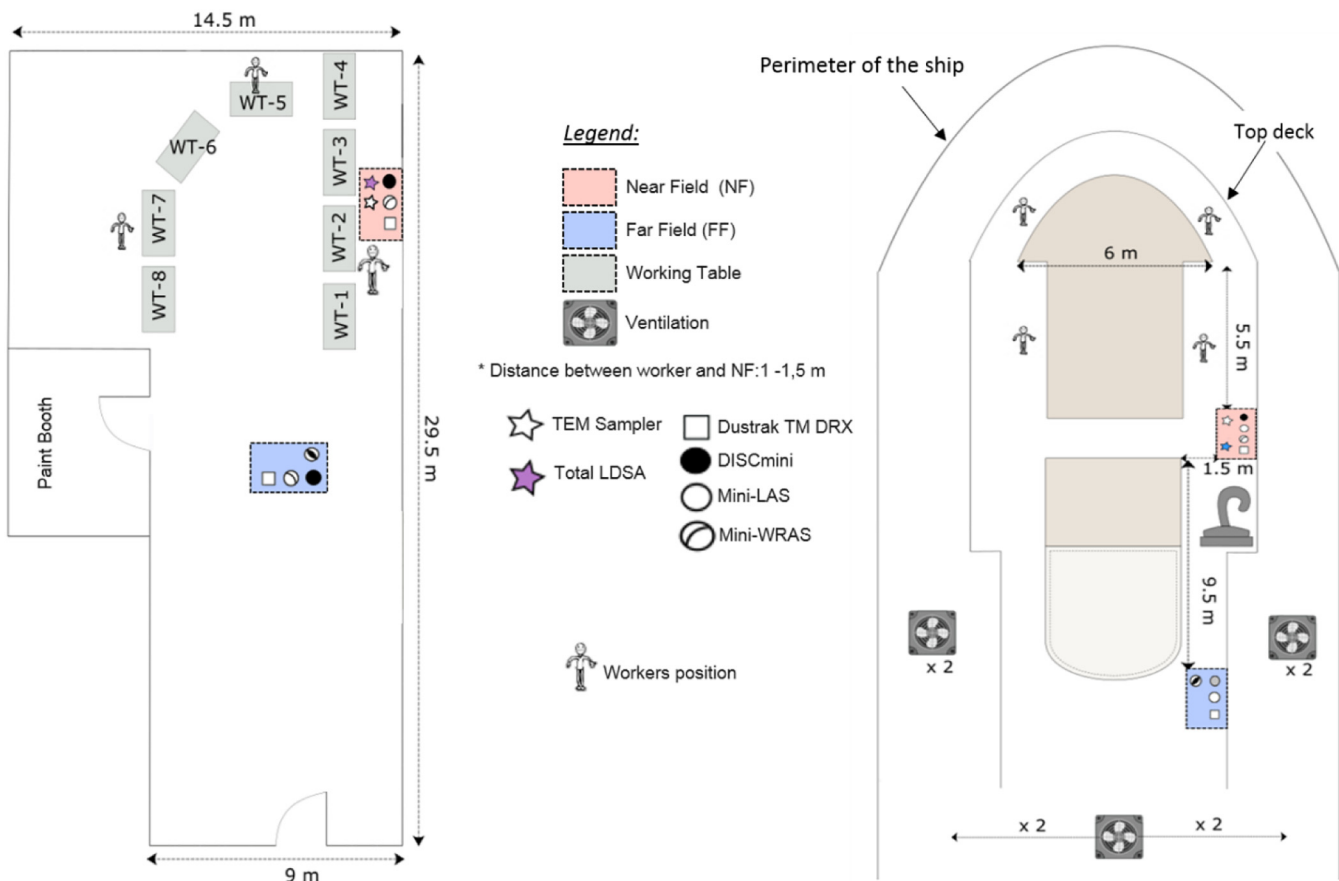 14.5 m
WT-4
WT-5
WT-3
WT-6
WT-2
WT-7
WT-1
WT-8
Paint Booth
29.5 m
9 m
Legend:
Near Field (NF)
Far Field (FF)
Working Table
Ventilation
* Distance between worker and NF:1 -1,5 m
TEM Sampler
Total LDSA
Dustrak TM DRX
DISCmini
Mini-LAS
Mini-WRAS
Workers position
Perimeter of the ship
Top deck
6 m
5.5 m
1.5 m
9.5 m
x 2
x 2
x 2
x 2